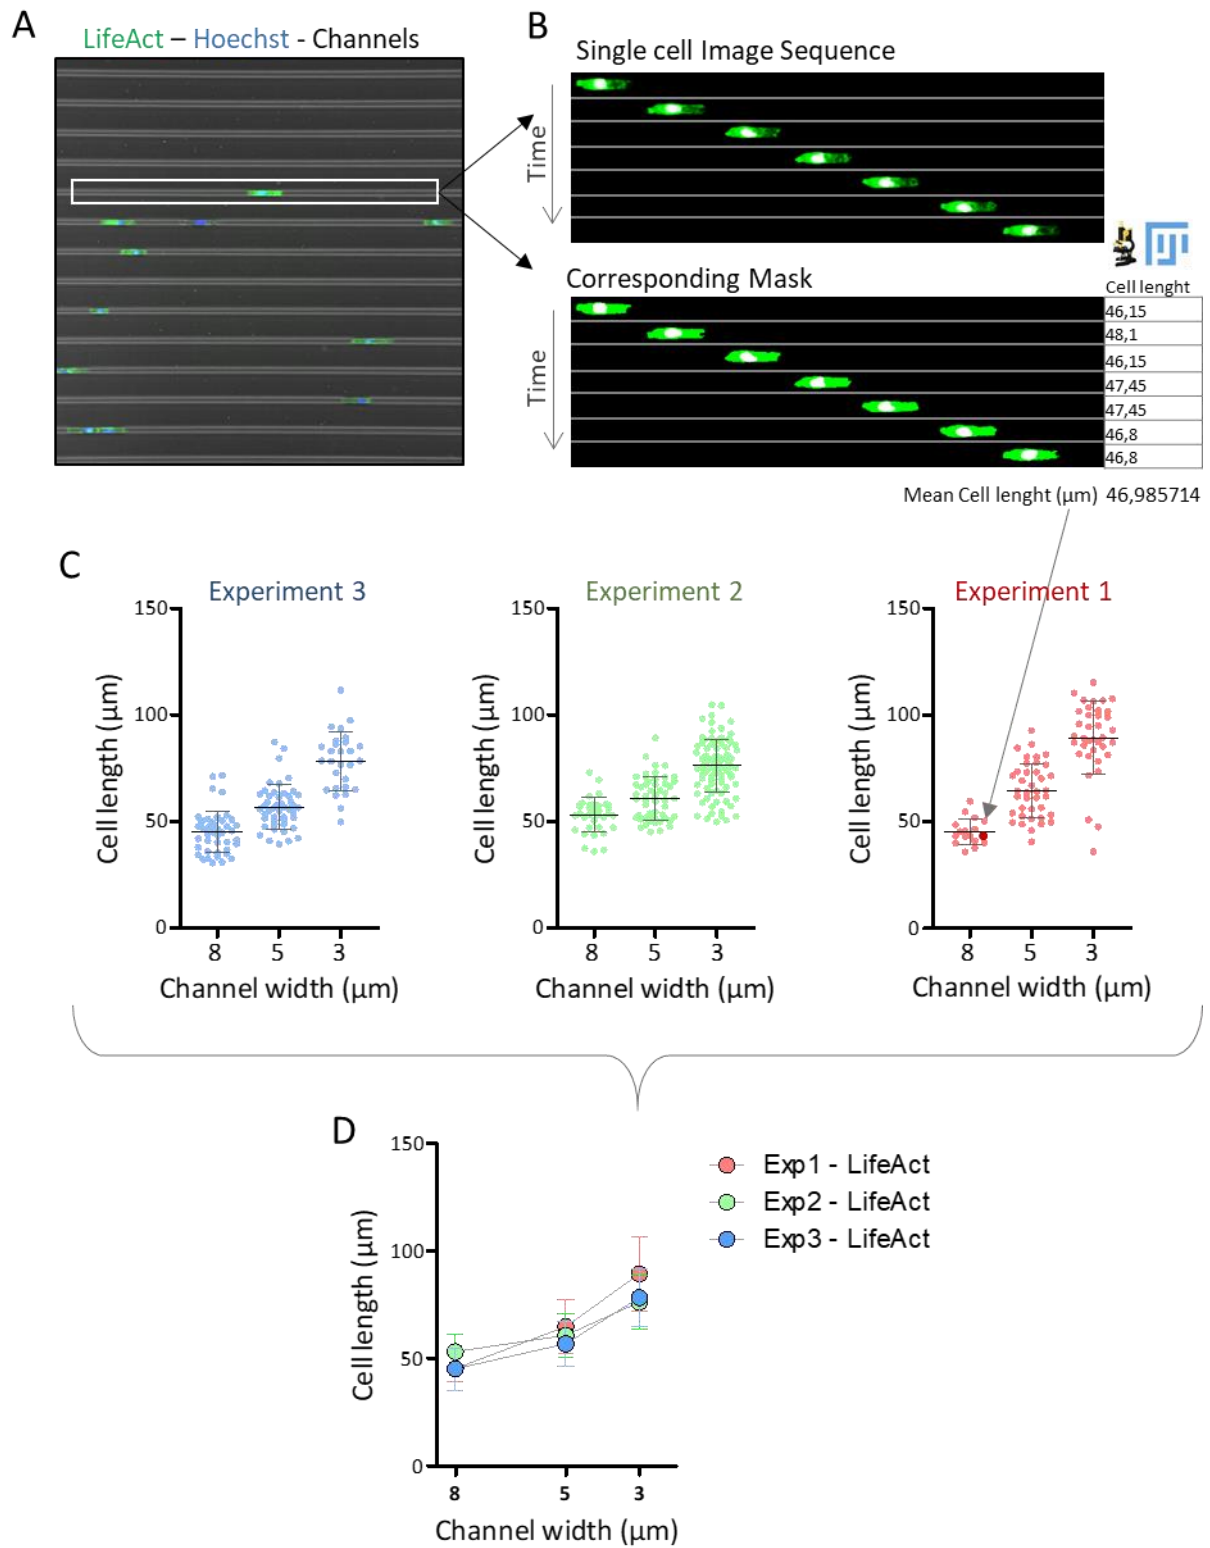 A
LifeAct – Hoechst - Channels
B
Single cell Image Sequence
Time
Corresponding Mask
Cell lenght
Time
46,15
48,1
46,15
47,45
47,45
46,8
46,8
Mean Cell lenght (µm) 46,985714
C
Experiment 3
150
100
50
0
Cell length (µm)
8 5 3
Channel width (µm)
Experiment 2
150
100
50
0
Cell length (µm)
8 5 3
Channel width (µm)
Experiment 1
150
100
50
0
Cell length (µm)
8 5 3
Channel width (µm)
D
150
100
50
0
Cell length (µm)
8 5 3
Channel width (µm)
Exp1 - LifeAct
Exp2 - LifeAct
Exp3 - LifeAct